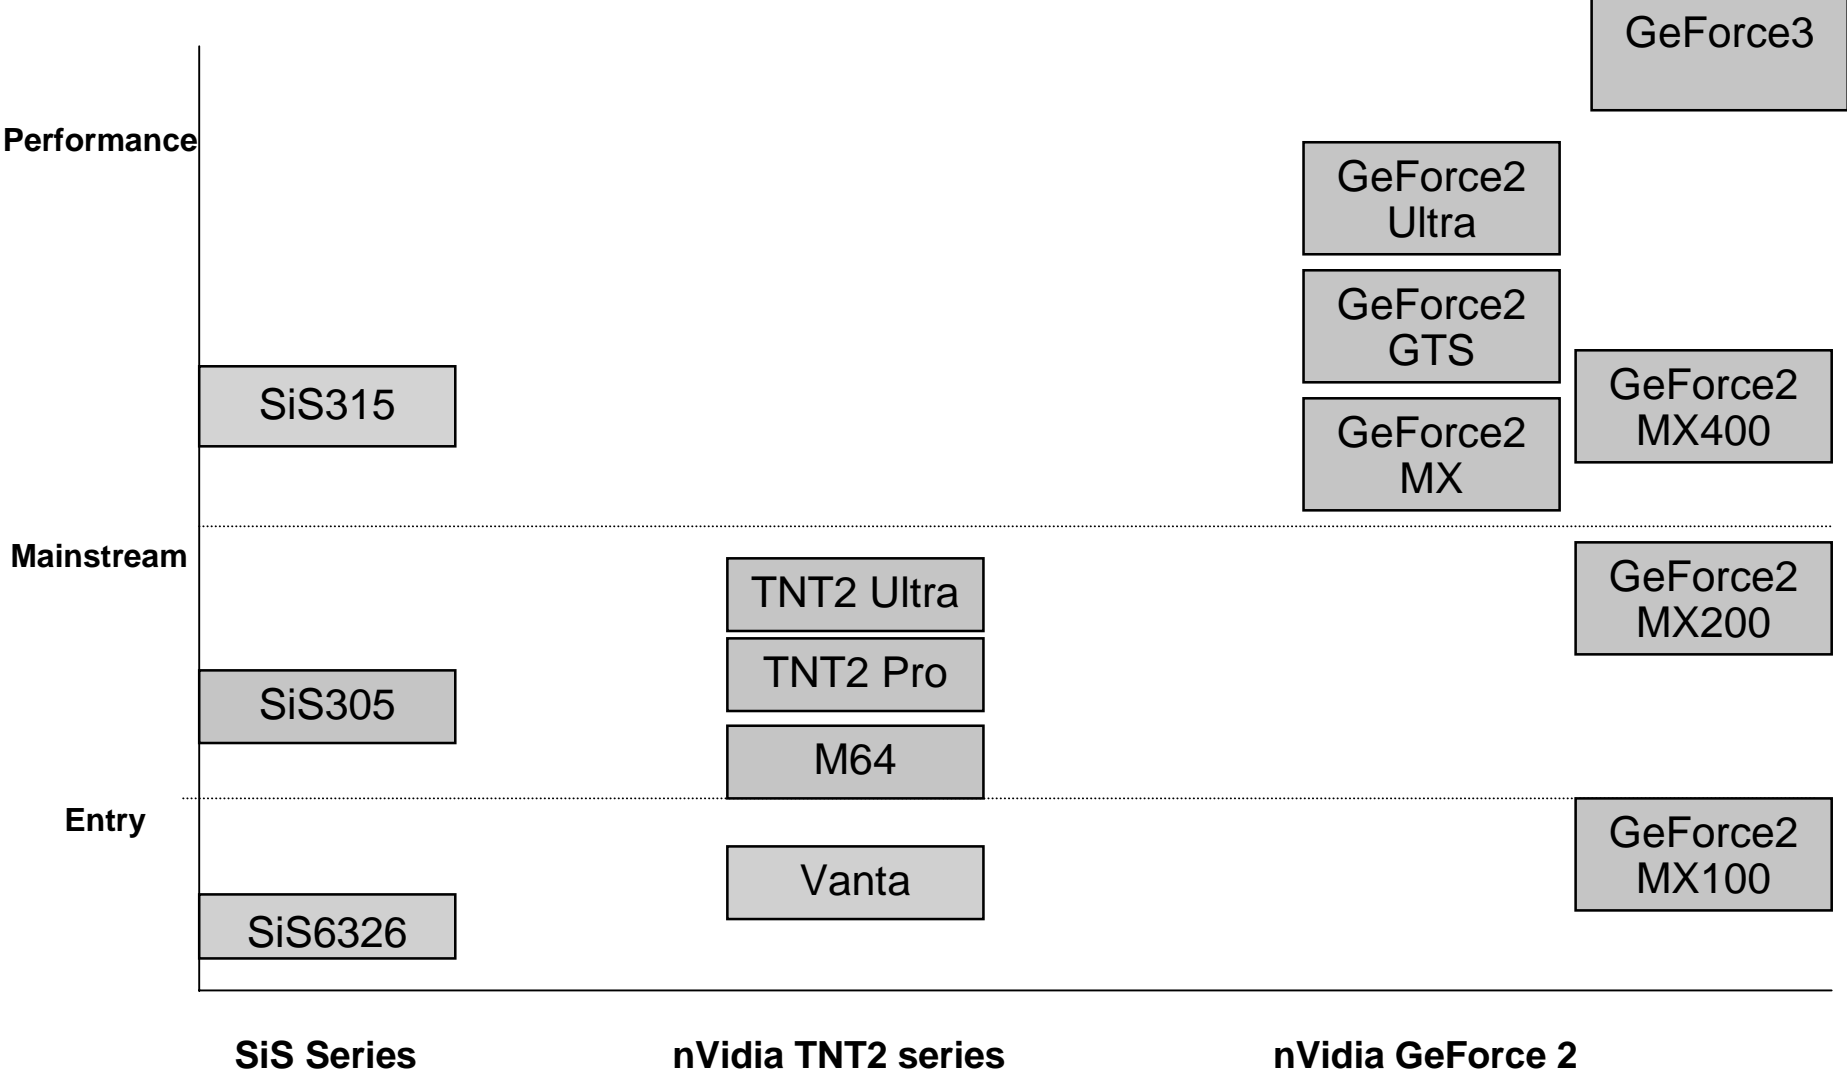 GeForce3
Performance
GeForce2
Ultra
GeForce2
GTS
SiS315
GeForce2
MX400
GeForce2
MX
Mainstream
TNT2 Ultra
GeForce2
MX200
TNT2 Pro
SiS305
M64
Entry
GeForce2
MX100
Vanta
SiS6326
SiS Series
nVidia TNT2 series
nVidia GeForce 2